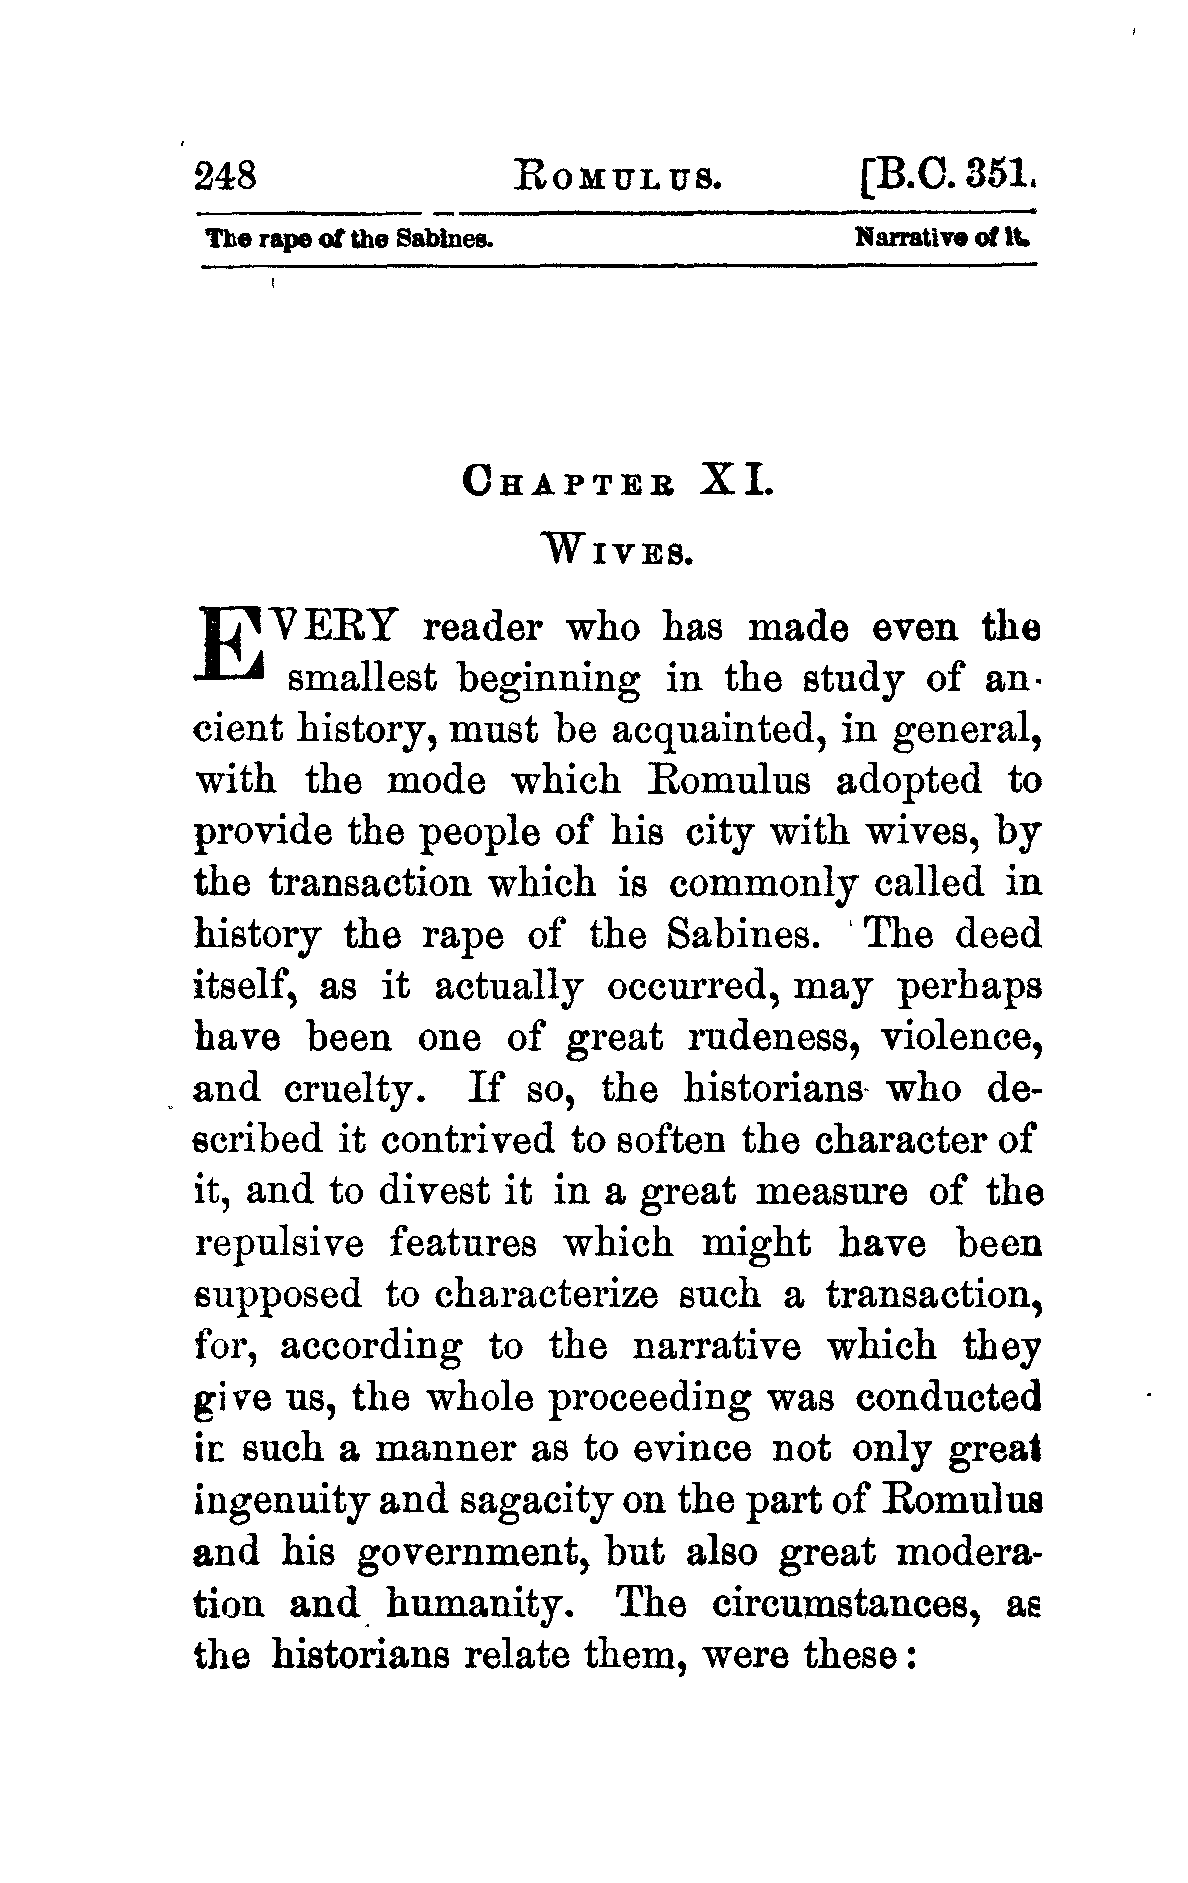 248 ROMULUS. [B.C. 351.
The rape of the Sabines. Narrative of it.
CHAPTER XI.
WIVES.
EVERY reader who has made even the
smallest beginning in the study of an-
cient history, must be acquainted, in general,
with the mode which Romulus adopted to
provide the people of his city with wives, by
the transaction which is commonly called in
history the rape of the Sabines. The deed
itself, as it actually occurred, may perhaps
have been one of great rudeness, violence,
and cruelty. If so, the historians who de-
scribed it contrived to soften the character of
it, and to divest it in a great measure of the
repulsive features which might have been
supposed to characterize such a transaction,
for, according to the narrative which they
give us, the whole proceeding was conducted
in such a manner as to evince not only great
ingenuity and sagacity on the part of Romulus
and his government, but also great modera-
tion and humanity. The circumstances, as
the historians relate them, were these: